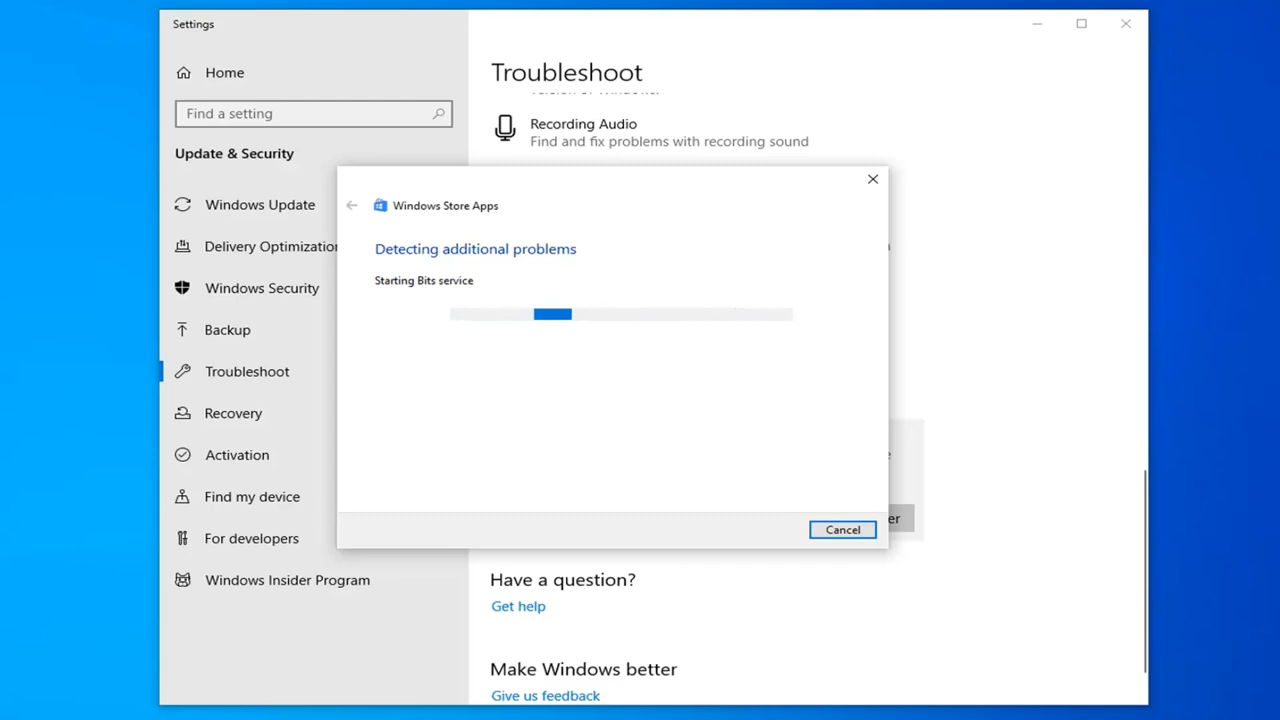 Settings
Home
Find a setting
Update & Security
Windows Update
Delivery Optimization
Windows Security
Backup
Troubleshoot
Recovery
Activation
Find my device
For developers
Windows Insider Program
Troubleshoot
Recording Audio
Find and fix problems with recording sound
Windows Store Apps
Detecting additional problems
Starting Bits service
Cancel
er
Have a question?
Get help
Make Windows better
Give us feedback